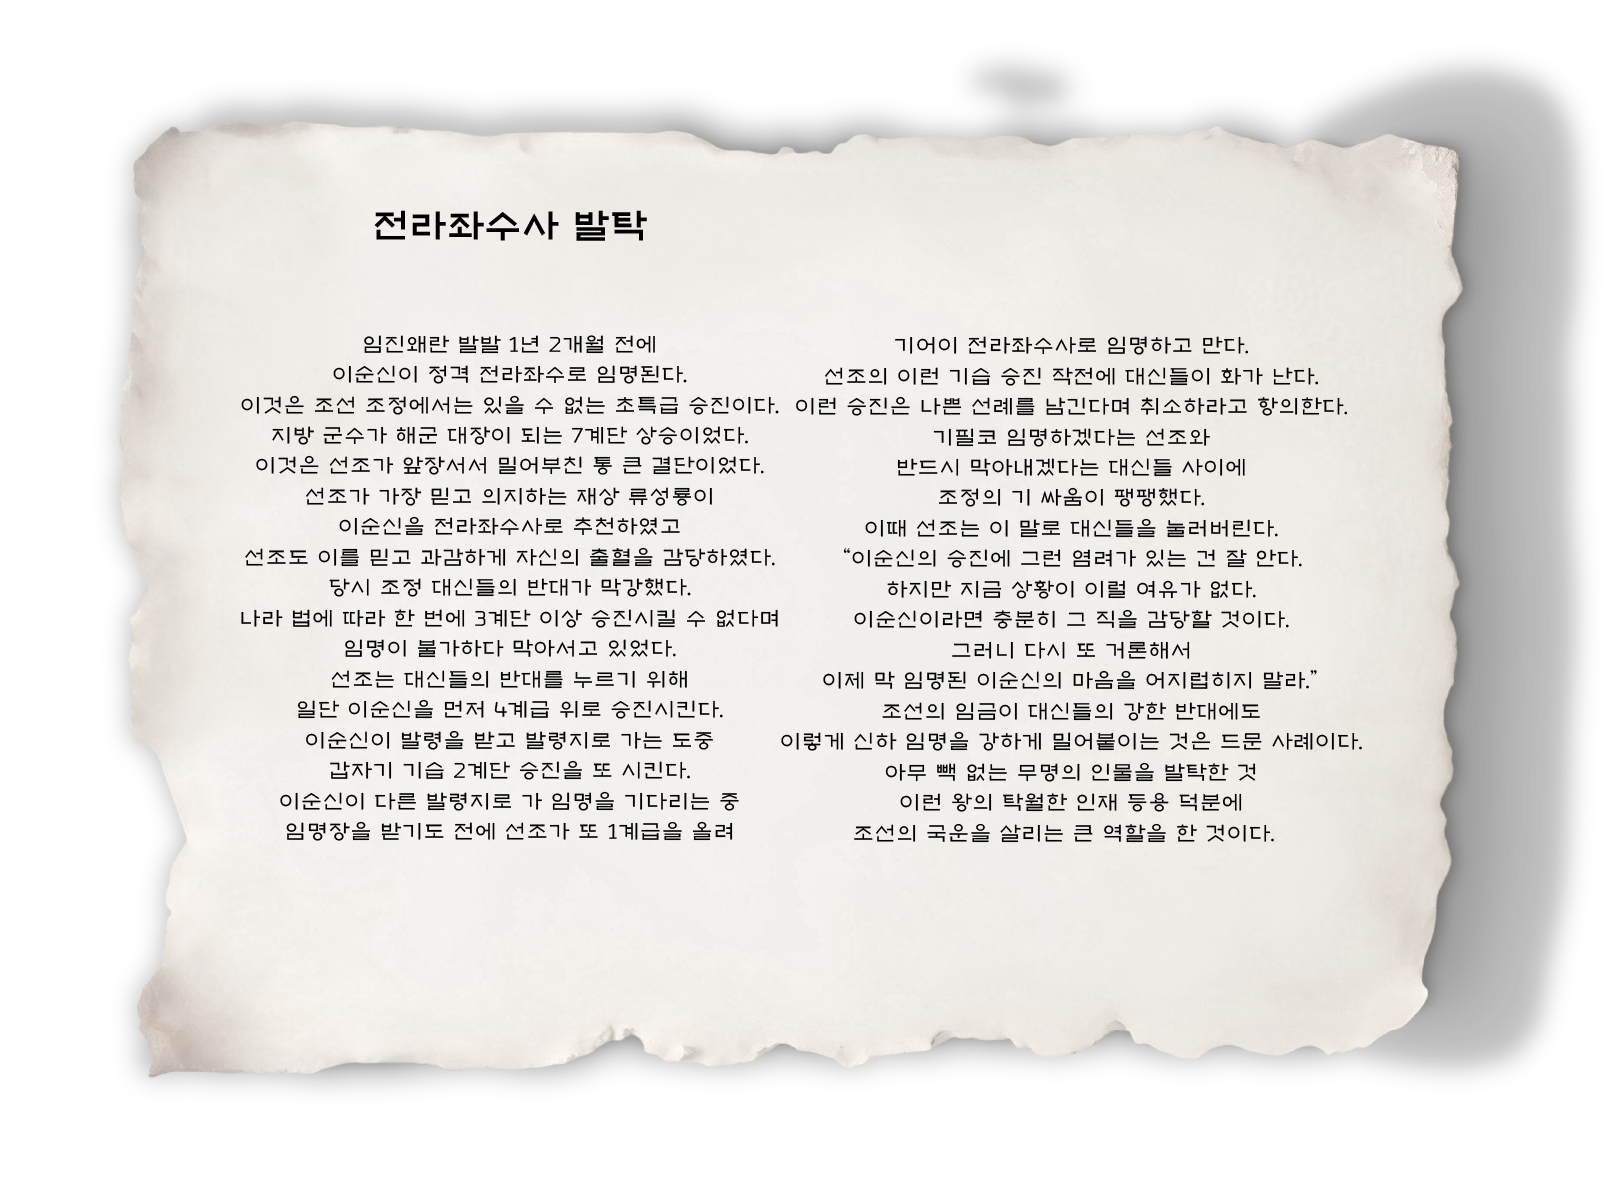 전라좌수사 발탁
임진왜란 발발 1년 2개월 전에
이순신이 정격 전라좌수로 임명된다.
이것은 조선 조정에서는 있을 수 없는 초특급 승진이다.
지방 군수가 해군 대장이 되는 7계단 상승이었다.
이것은 선조가 앞장서서 밀어부친 통 큰 결단이었다.
선조가 가장 믿고 의지하는 재상 류성룡이
이순신을 전라좌수사로 추천하였고
선조도 이를 믿고 과감하게 자신의 출혈을 감당하였다.
당시 조정 대신들의 반대가 막강했다.
나라 법에 따라 한 번에 3계단 이상 승진시킬 수 없다며
임명이 불가하다 막아서고 있었다.
선조는 대신들의 반대를 누르기 위해
일단 이순신을 먼저 4계급 위로 승진시킨다.
이순신이 발령을 받고 발령지로 가는 도중
갑자기 기습 2계단 승진을 또 시킨다.
이순신이 다른 발령지로 가 임명을 기다리는 중
임명장을 받기도 전에 선조가 또 1계급을 올려
기어이 전라좌수사로 임명하고 만다.
선조의 이런 기습 승진 작전에 대신들이 화가 난다.
이런 승진은 나쁜 선례를 남긴다며 취소하라고 항의한다.
기필코 임명하겠다는 선조와
반드시 막아내겠다는 대신들 사이에
조정의 기 싸움이 팽팽했다.
이때 선조는 이 말로 대신들을 눌러버린다.
“이순신의 승진에 그런 염려가 있는 건 잘 안다.
하지만 지금 상황이 이럴 여유가 없다.
이순신이라면 충분히 그 직을 감당할 것이다.
그러니 다시 또 거론해서
이제 막 임명된 이순신의 마음을 어지럽히지 말라.”
조선의 임금이 대신들의 강한 반대에도
이렇게 신하 임명을 강하게 밀어붙이는 것은 드문 사례이다.
아무 빽 없는 무명의 인물을 발탁한 것
이런 왕의 탁월한 인재 등용 덕분에
조선의 국운을 살리는 큰 역할을 한 것이다.